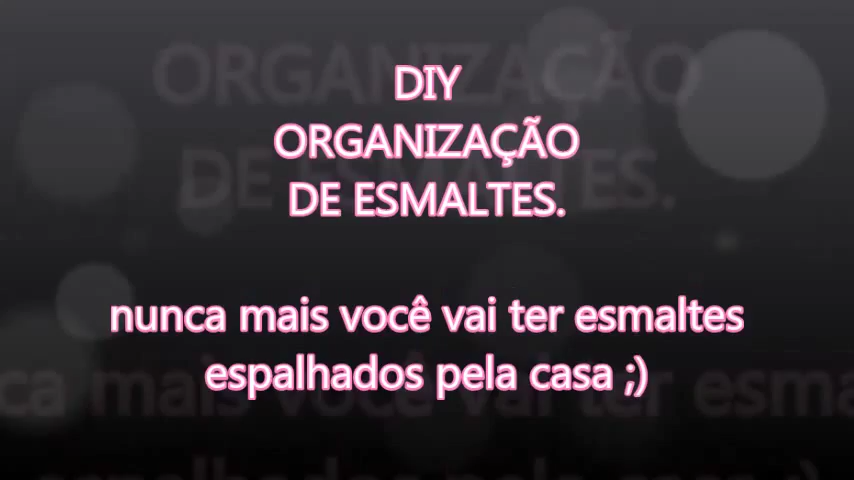 DIY
ORGANIZAÇÃO
DE ESMALTES.
nunca mais você vai ter esmaltes
espalhados pela casa ;)